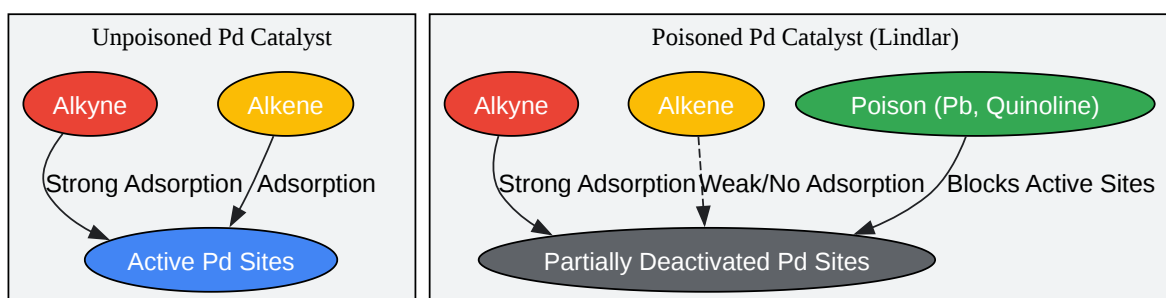 Unpoisoned Pd Catalyst
Alkyne
Alkene
Strong Adsorption
Adsorption
Active Pd Sites
Poisoned Pd Catalyst (Lindlar)
Alkyne
Alkene
Poison (Pb, Quinoline)
Strong Adsorption
Weak/No Adsorption
Blocks Active Sites
Partially Deactivated Pd Sites